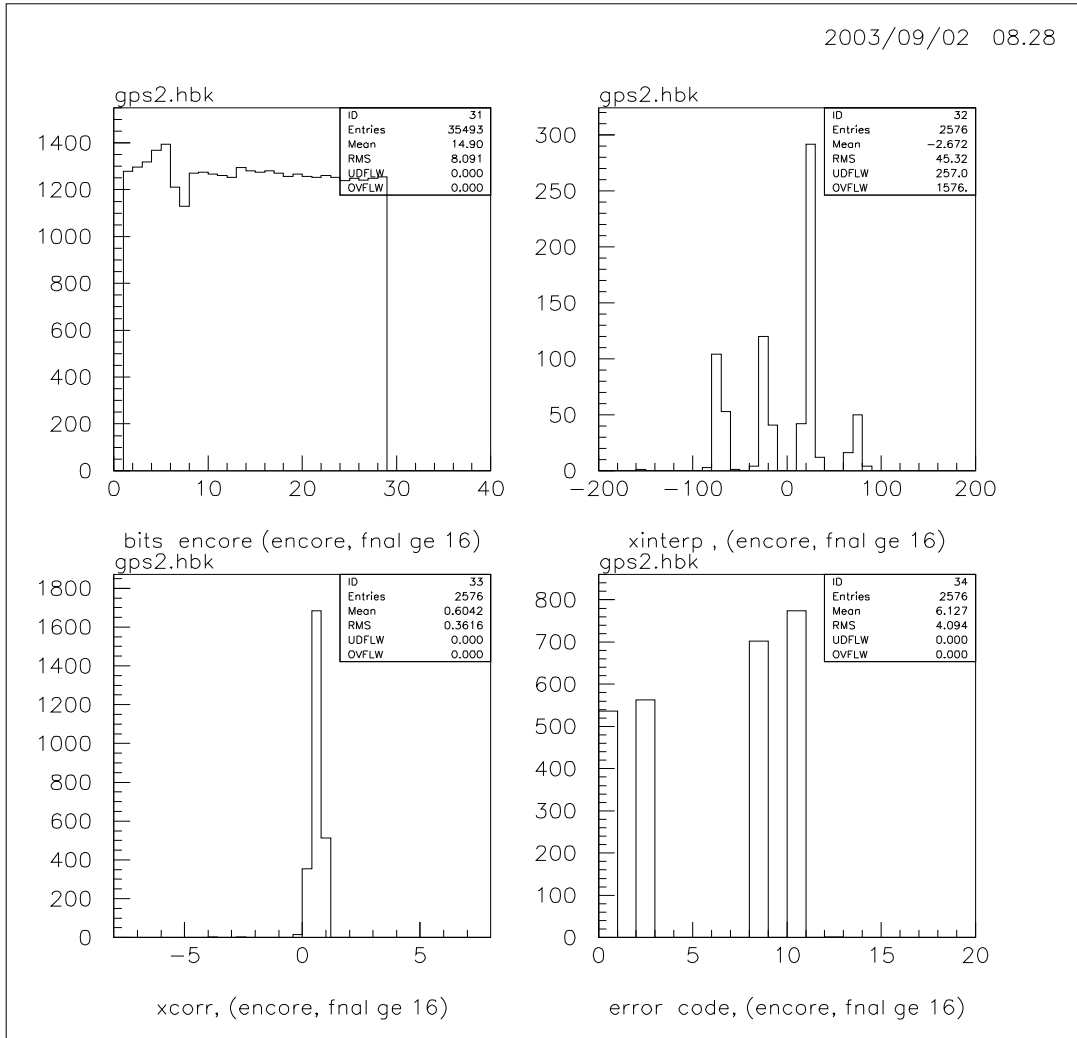 2003/09/02 08.28
gps2.hbk
ID 31
Entries 35493
Mean 14.90
RMS 8.091
UDFLW 0.000
OVFLW 0.000
1400
1200
1000
800
600
400
200
0
0 10 20 30 40
bits encore (encore, fnal ge 16)
gps2.hbk
ID 32
Entries 2576
Mean -2.672
RMS 45.32
UDFLW 257.0
OVFLW 1576.
300
250
200
150
100
50
0
-200 -100 0 100 200
xinterp , (encore, fnal ge 16)
gps2.hbk
ID 33
Entries 2576
Mean 0.6042
RMS 0.3616
UDFLW 0.000
OVFLW 0.000
1800
1600
1400
1200
1000
800
600
400
200
0
-5 0 5
xcorr, (encore, fnal ge 16)
gps2.hbk
ID 34
Entries 2576
Mean 6.127
RMS 4.094
UDFLW 0.000
OVFLW 0.000
800
700
600
500
400
300
200
100
0
0 5 10 15 20
error code, (encore, fnal ge 16)